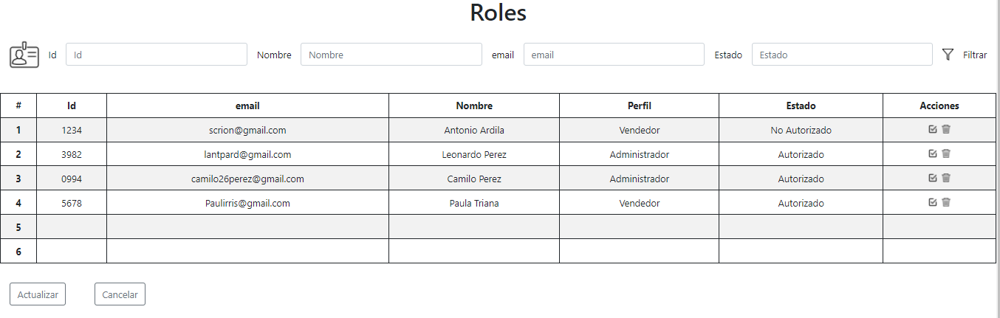 Roles
Id Id Nombre Nombre email email Estado Estado Filtrar
# Id email Nombre Perfil Estado Acciones
1 1234 scrion@gmail.com Antonio Ardila Vendedor No Autorizado
2 3982 lantpard@gmail.com Leonardo Perez Administrador Autorizado
3 0994 camilo26perez@gmail.com Camilo Perez Administrador Autorizado
4 5678 Paulirris@gmail.com Paula Triana Vendedor Autorizado
5
6
Actualizar Cancelar